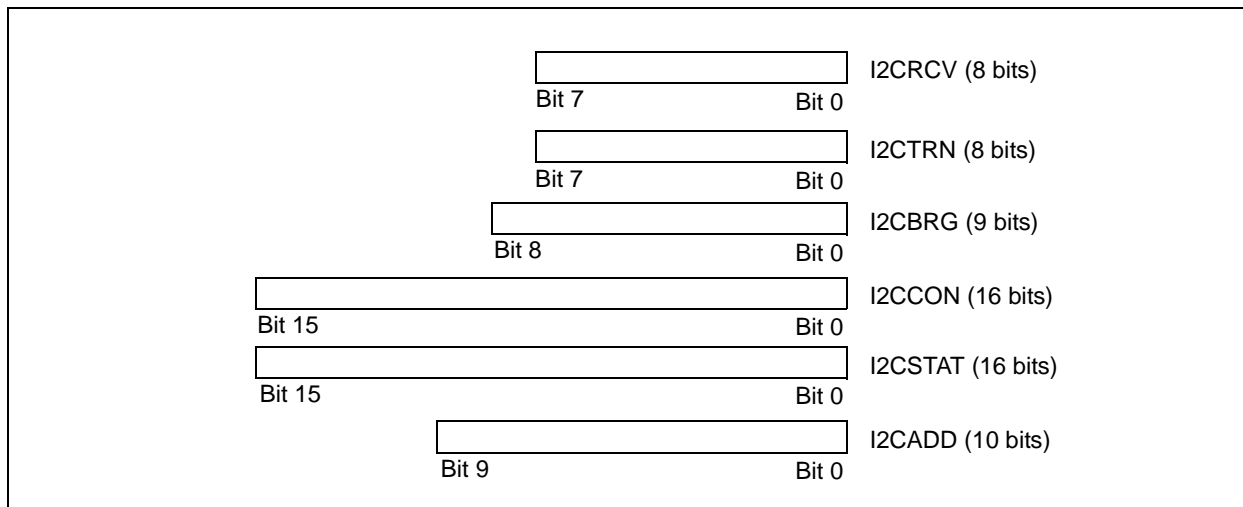 I2CRCV (8 bits)
Bit 7 Bit 0
I2CTRN (8 bits)
Bit 7 Bit 0
I2CBRG (9 bits)
Bit 8 Bit 0
I2CCON (16 bits)
Bit 15 Bit 0
I2CSTAT (16 bits)
Bit 15 Bit 0
I2CADD (10 bits)
Bit 9 Bit 0